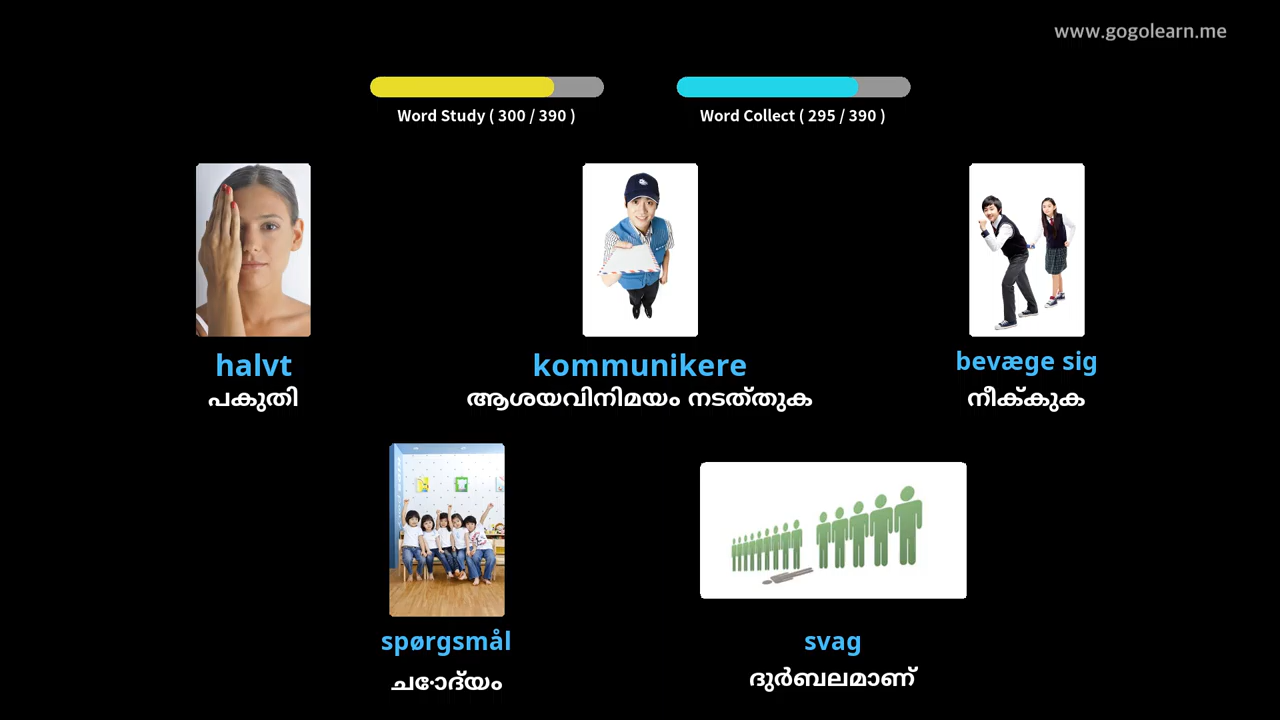 www.gogolearn.me
Word Study ( 300 / 390 )
Word Collect ( 295 / 390 )
halvt
kommunikere
bevæge sig
പകുതി
ആശയവിനിമയം നടത്തുക
നീക്കുക
spørgsmål
svag
ചോദ്യം
ദുർബലമാണ്